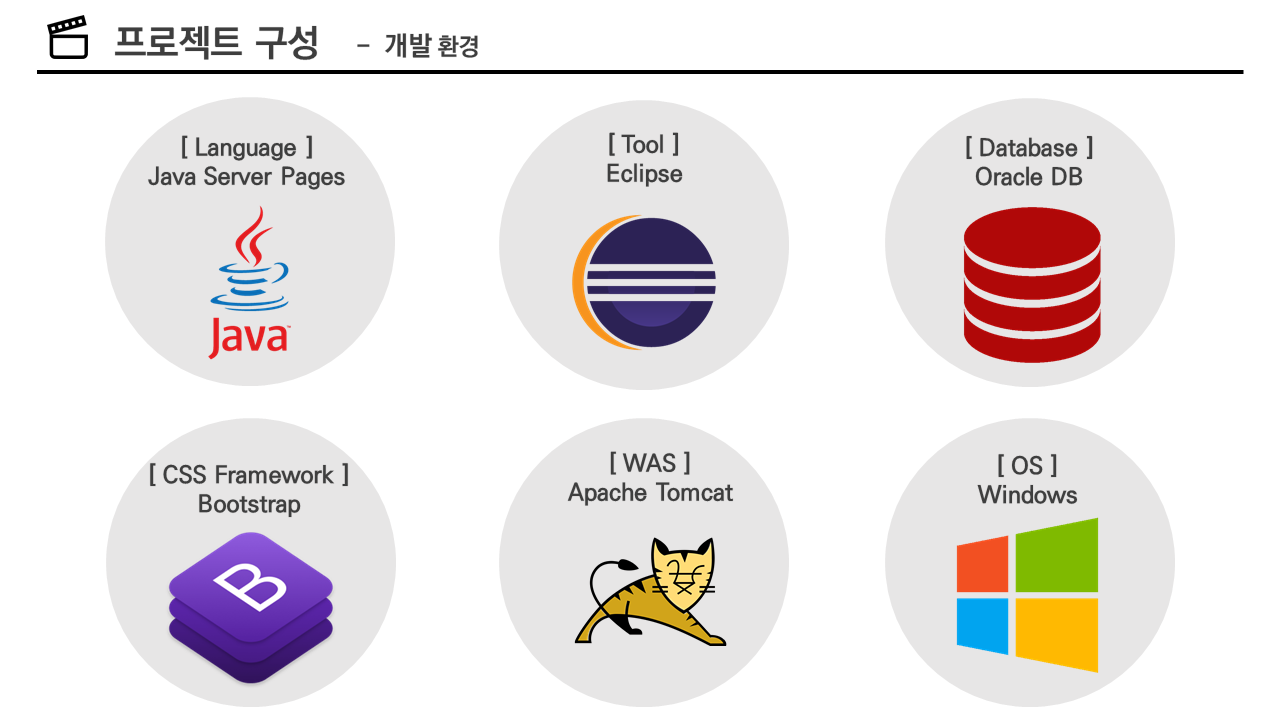 프로젝트 구성 - 개발 환경
[ Language ]
Java Server Pages
Java™
[ Tool ]
Eclipse
[ Database ]
Oracle DB
[ CSS Framework ]
Bootstrap
B
[ WAS ]
Apache Tomcat
[ OS ]
Windows